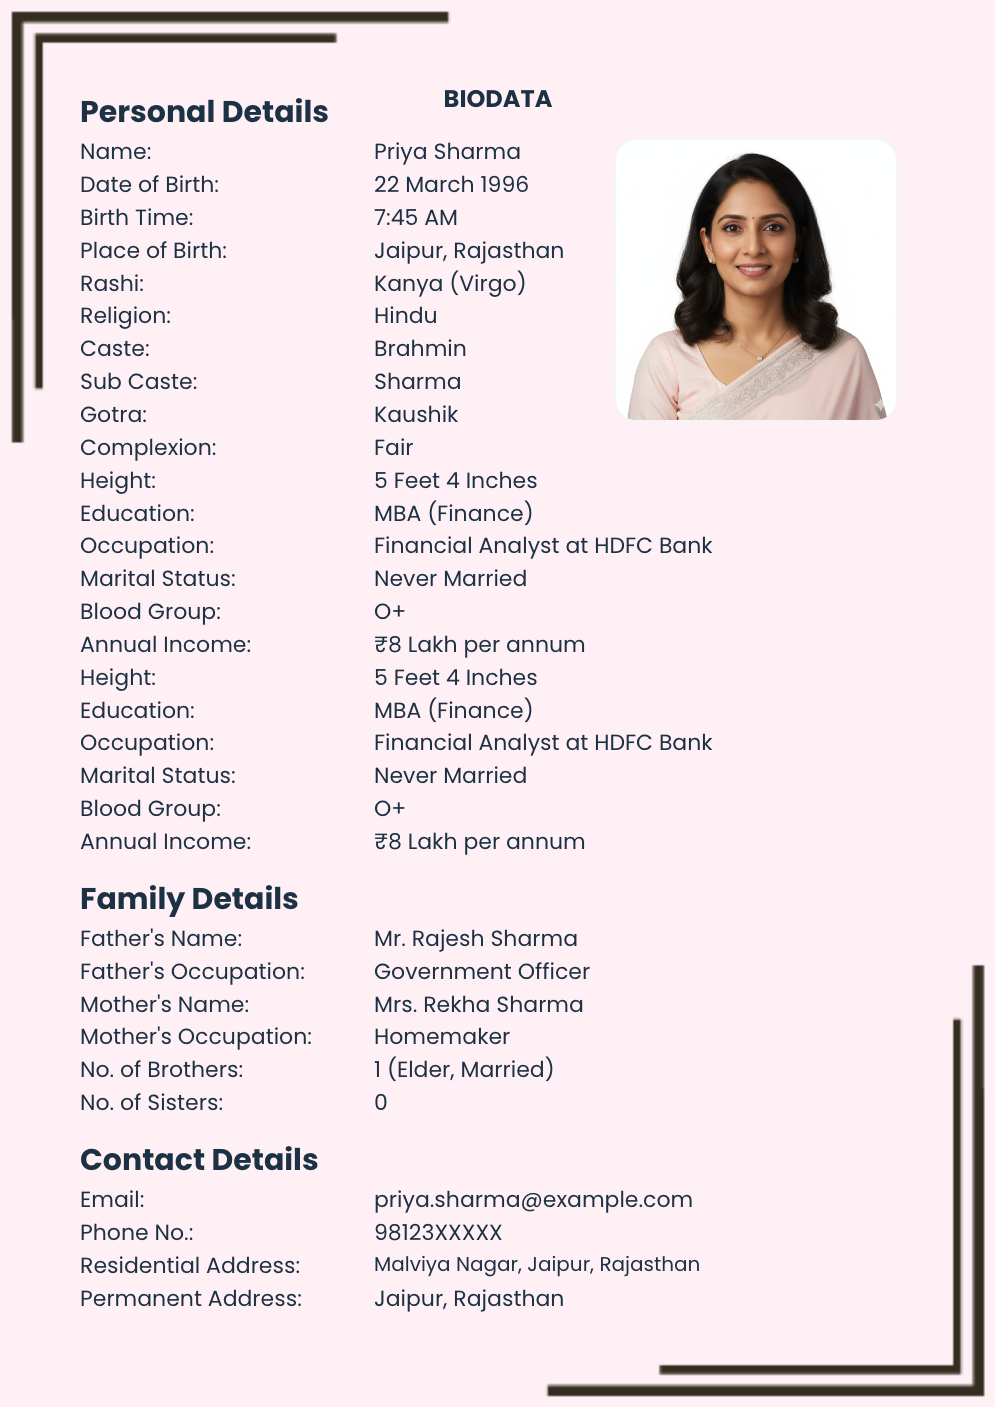 BIODATA
Personal Details
Name: Priya Sharma
Date of Birth: 22 March 1996
Birth Time: 7:45 AM
Place of Birth: Jaipur, Rajasthan
Rashi: Kanya (Virgo)
Religion: Hindu
Caste: Brahmin
Sub Caste: Sharma
Gotra: Kaushik
Complexion: Fair
Height: 5 Feet 4 Inches
Education: MBA (Finance)
Occupation: Financial Analyst at HDFC Bank
Marital Status: Never Married
Blood Group: O+
Annual Income: ₹8 Lakh per annum
Height: 5 Feet 4 Inches
Education: MBA (Finance)
Occupation: Financial Analyst at HDFC Bank
Marital Status: Never Married
Blood Group: O+
Annual Income: ₹8 Lakh per annum
Family Details
Father's Name: Mr. Rajesh Sharma
Father's Occupation: Government Officer
Mother's Name: Mrs. Rekha Sharma
Mother's Occupation: Homemaker
No. of Brothers: 1 (Elder, Married)
No. of Sisters: 0
Contact Details
Email: priya.sharma@example.com
Phone No.: 98123XXXXX
Residential Address: Malviya Nagar, Jaipur, Rajasthan
Permanent Address: Jaipur, Rajasthan